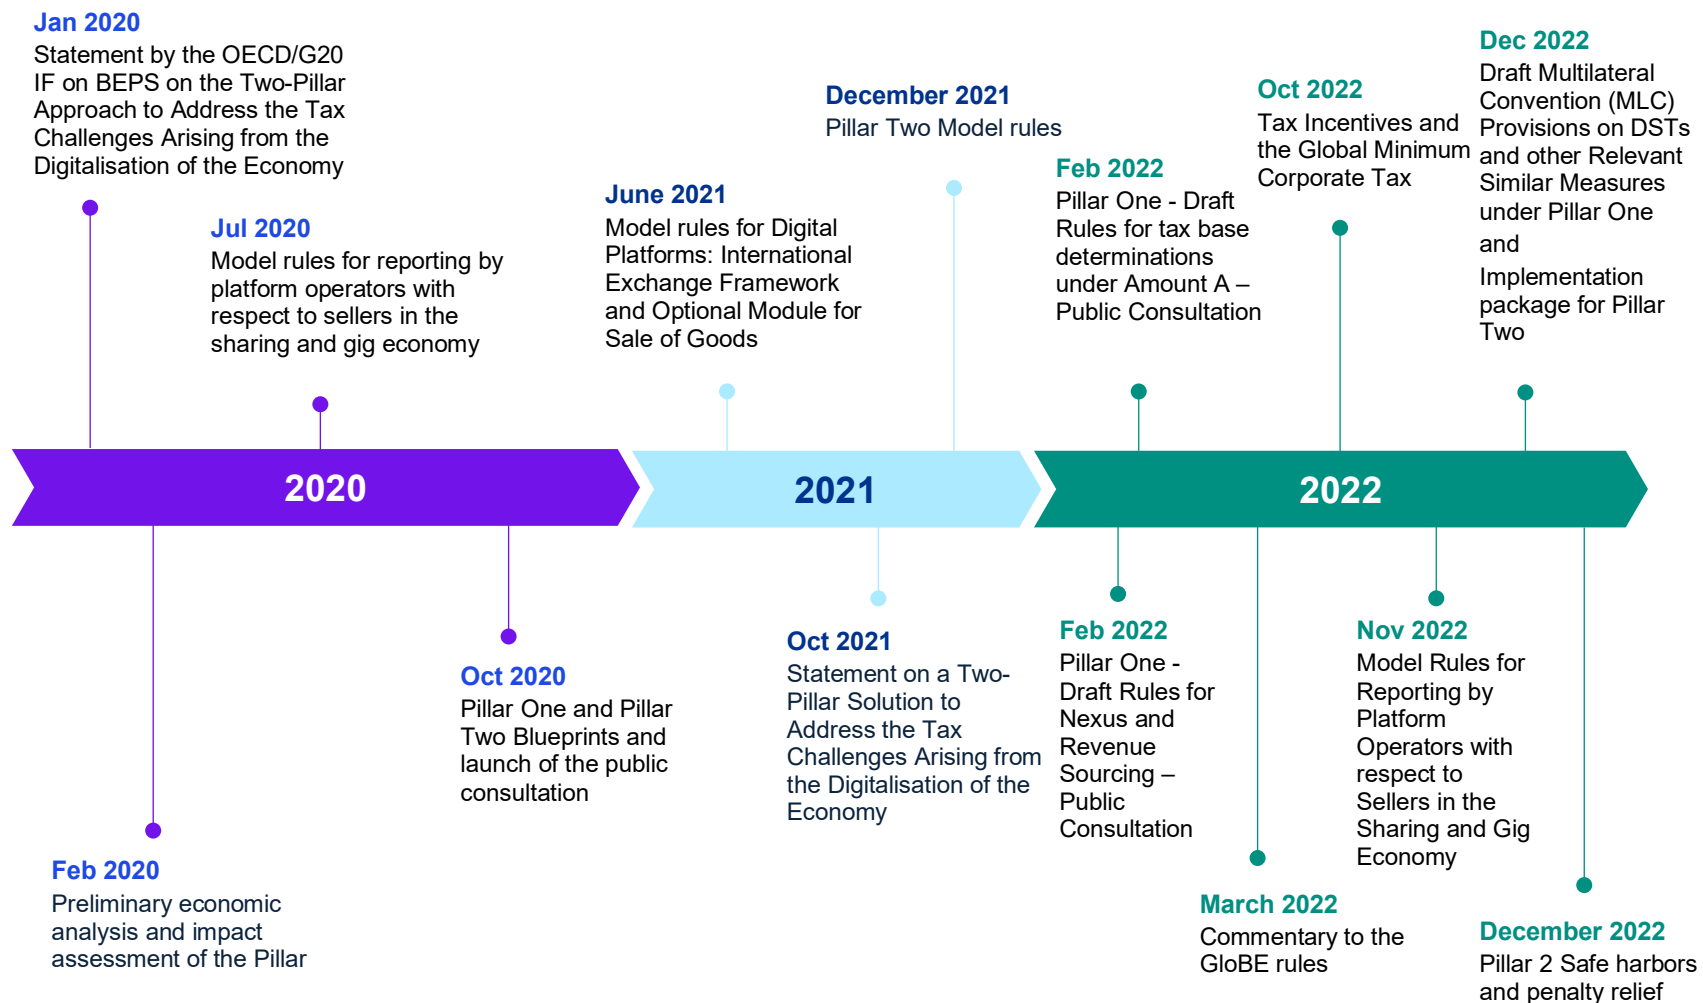 Jan 2020
Statement by the OECD/G20
IF on BEPS on the Two-Pillar
Approach to Address the Tax
Challenges Arising from the
Digitalisation of the Economy
Jul 2020
Model rules for reporting by
platform operators with
respect to sellers in the
sharing and gig economy
June 2021
Model rules for Digital
Platforms: International
Exchange Framework
and Optional Module for
Sale of Goods
December 2021
Pillar Two Model rules
Feb 2022
Pillar One - Draft
Rules for tax base
determinations
under Amount A –
Public Consultation
Oct 2022
Tax Incentives and
the Global Minimum
Corporate Tax
Dec 2022
Draft Multilateral
Convention (MLC)
Provisions on DSTs
and other Relevant
Similar Measures
under Pillar One
and
Implementation
package for Pillar
Two
2020
2021
2022
Feb 2020
Preliminary economic
analysis and impact
assessment of the Pillar
Oct 2020
Pillar One and Pillar
Two Blueprints and
launch of the public
consultation
Oct 2021
Statement on a Two-
Pillar Solution to
Address the Tax
Challenges Arising from
the Digitalisation of the
Economy
Feb 2022
Pillar One -
Draft Rules for
Nexus and
Revenue
Sourcing –
Public
Consultation
March 2022
Commentary to the
GloBE rules
Nov 2022
Model Rules for
Reporting by
Platform
Operators with
respect to
Sellers in the
Sharing and Gig
Economy
December 2022
Pillar 2 Safe harbors
and penalty relief